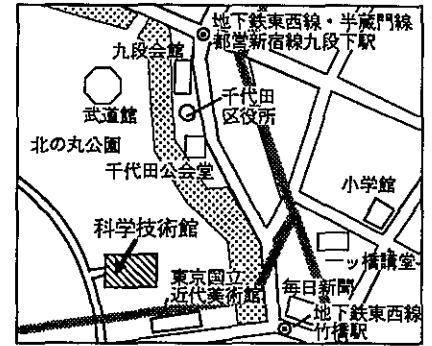 地下鉄東西線・半蔵門線
都営新宿線九段下駅
九段会館
千代田
区役所
武道館
北の丸公園
千代田公会堂
小学館
科学技術館
一ッ橋講堂
東京国立
近代美術館
毎日新聞
地下鉄東西線
竹橋駅